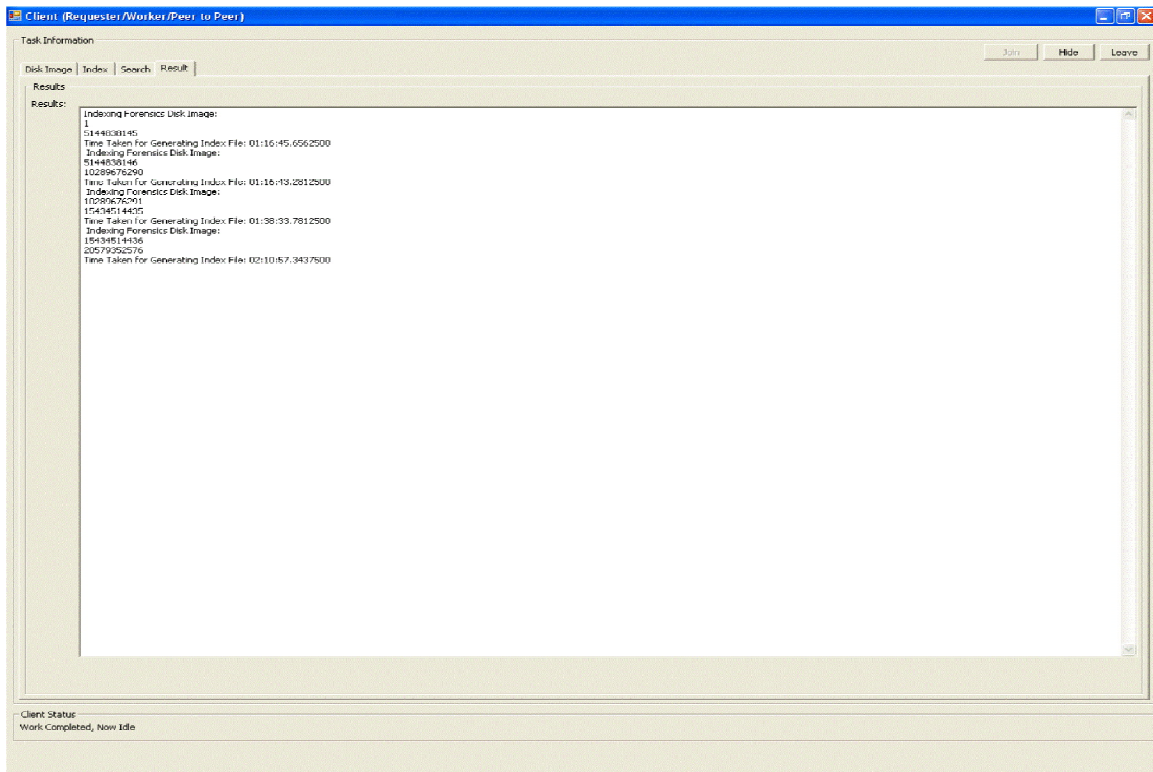 Client (Requester/Worker/Peer to Peer)
Task Information
Join Hide Leave
Disk Image Index Search Result
Results
Results:
Indexing Forensics Disk Image:
1
5144838145
Time Taken for Generating Index File: 01:16:45.6562500
Indexing Forensics Disk Image:
5144838146
10289676290
Time Taken for Generating Index File: 01:16:43.2812500
Indexing Forensics Disk Image:
10289676291
15434514435
Time Taken for Generating Index File: 01:38:33.7812500
Indexing Forensics Disk Image:
15434514436
20579352576
Time Taken for Generating Index File: 02:10:57.3437500
Client Status
Work Completed, Now Idle